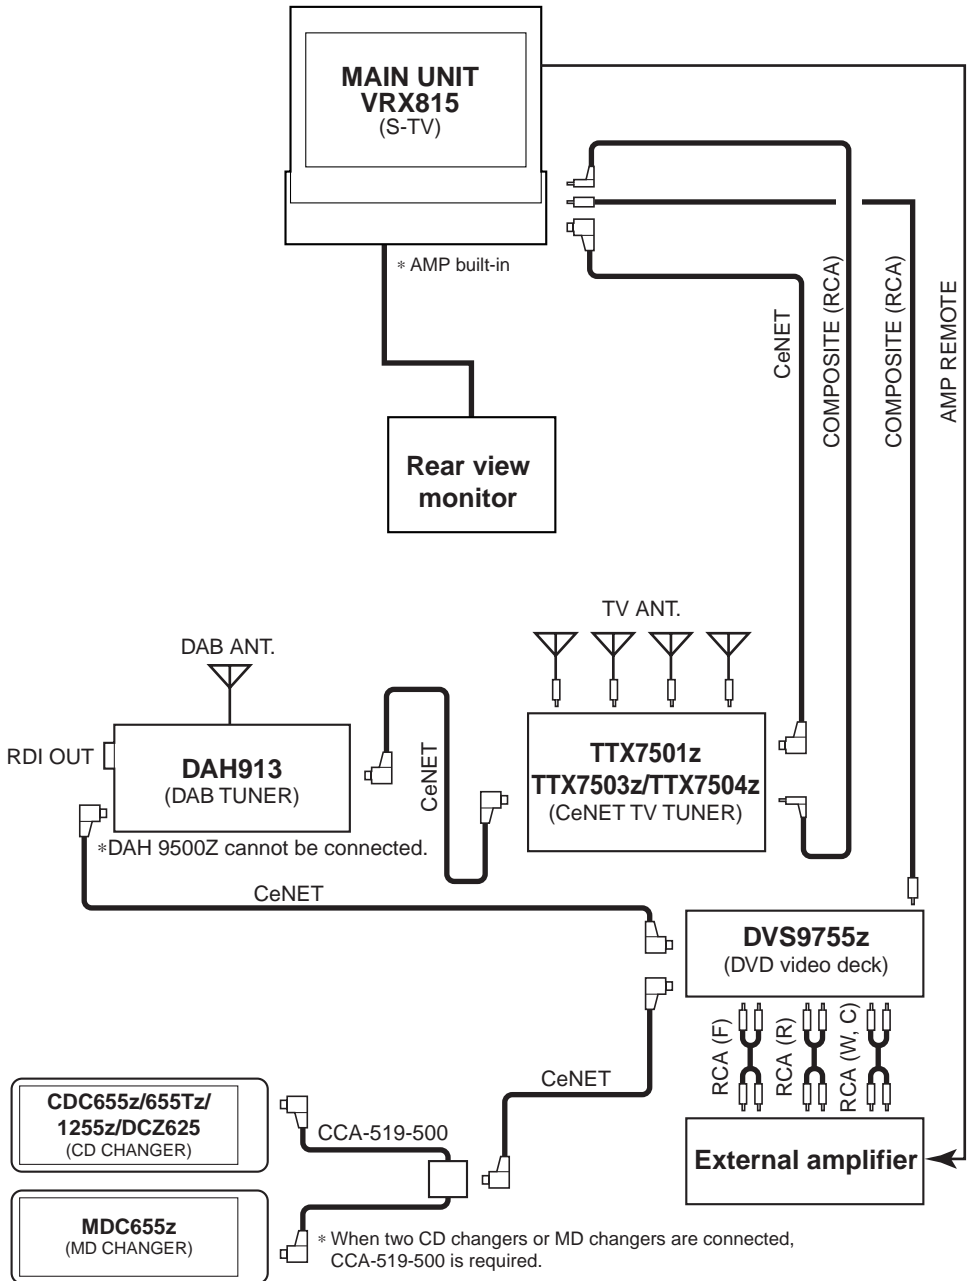 MAIN UNIT
VRX815
(S-TV)
* AMP built-in
CeNET
COMPOSITE (RCA)
COMPOSITE (RCA)
AMP REMOTE
Rear view
monitor
TV ANT.
DAB ANT.
RDI OUT
DAH913
(DAB TUNER)
CeNET
TTX7501z
TTX7503z/TTX7504z
(CeNET TV TUNER)
*DAH 9500Z cannot be connected.
CeNET
DVS9755z
(DVD video deck)
RCA (F)
RCA (R)
RCA (W, C)
CeNET
CDC655z/655Tz/
1255z/DCZ625
(CD CHANGER)
CCA-519-500
External amplifier
MDC655z
(MD CHANGER)
* When two CD changers or MD changers are connected,
CCA-519-500 is required.